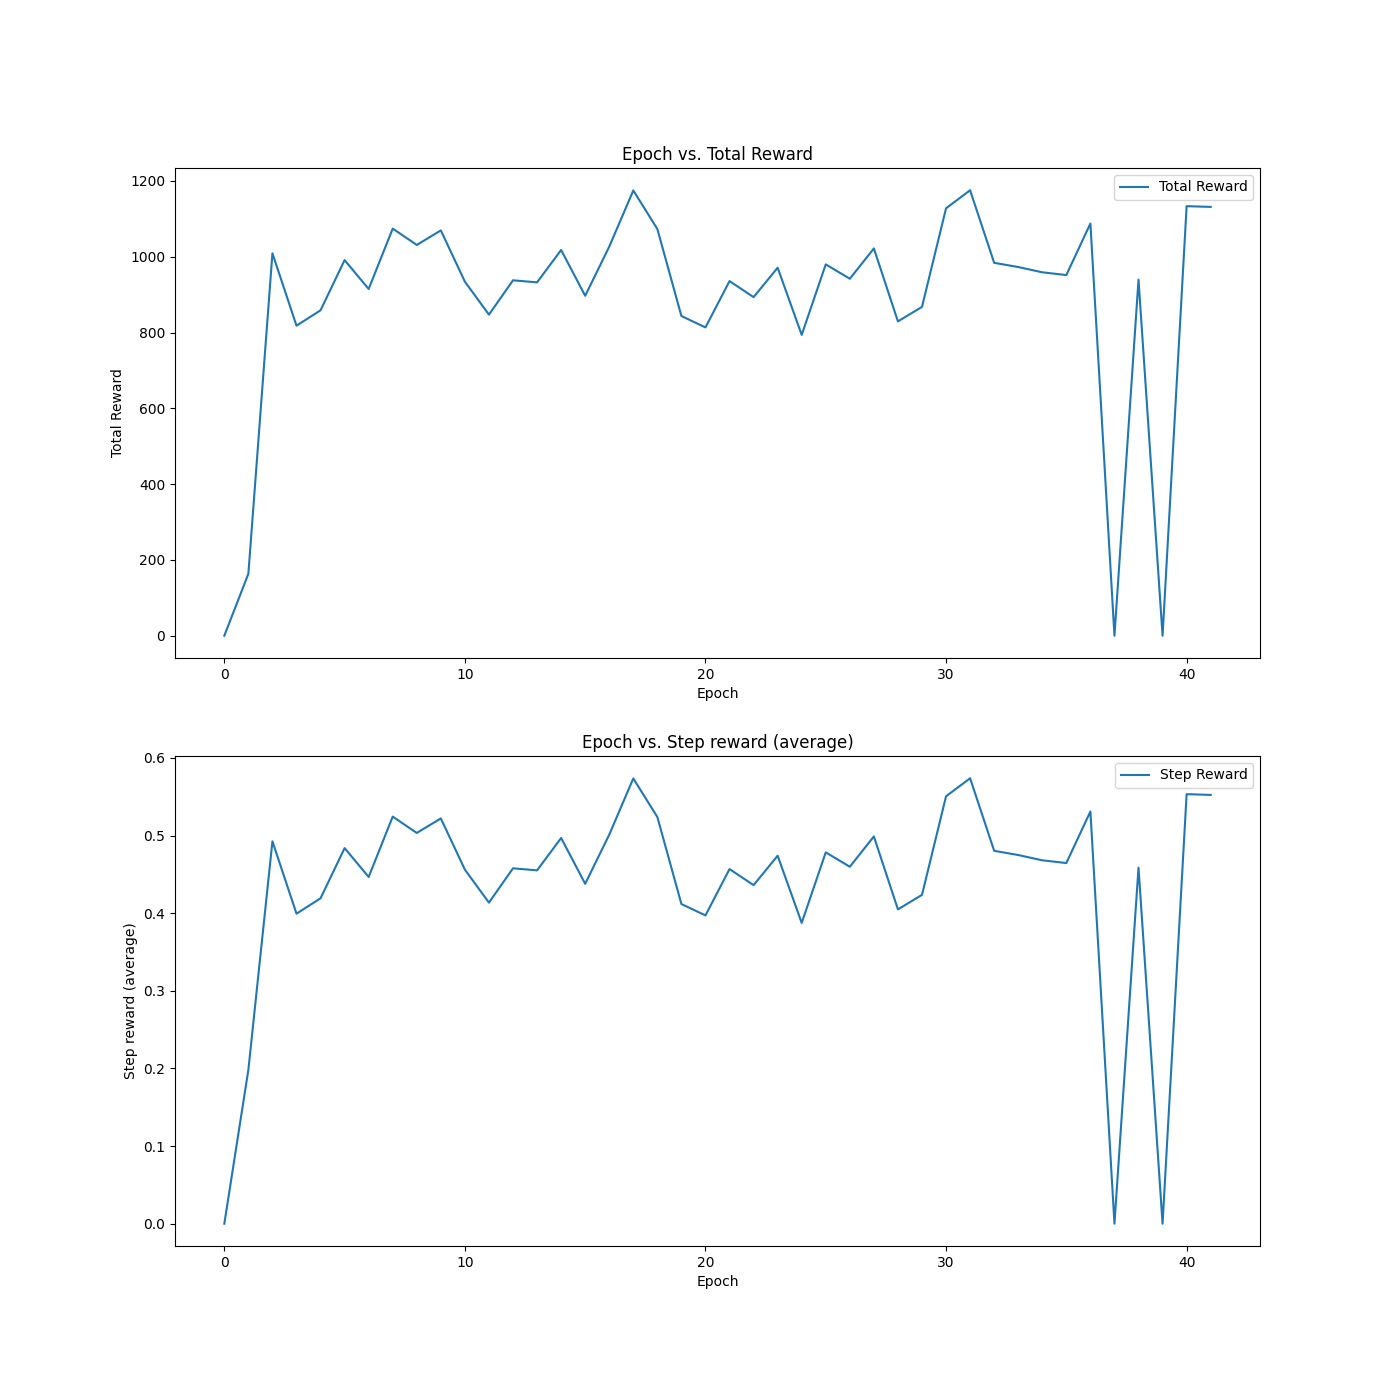 Epoch vs. Total Reward
Total Reward
1200
1000
800
600
400
200
0
Total Reward
0 10 20 30 40
Epoch
Epoch vs. Step reward (average)
Step Reward
0.6
0.5
0.4
0.3
0.2
0.1
0.0
Step reward (average)
0 10 20 30 40
Epoch